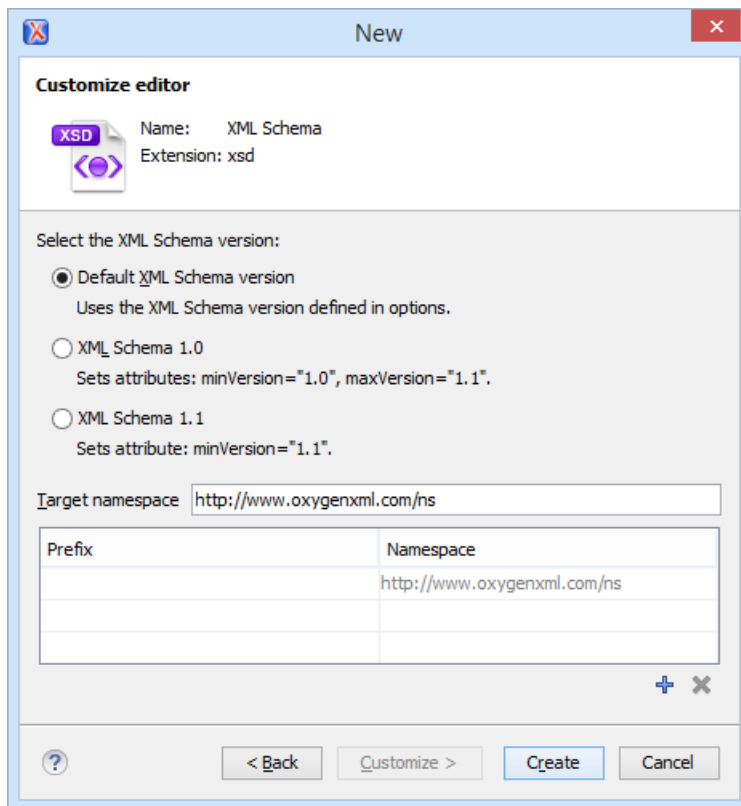 New
Customize editor
XSD
Name: XML Schema
Extension: xsd
Select the XML Schema version:
Default XML Schema version
Uses the XML Schema version defined in options.
XML Schema 1.0
Sets attributes: minVersion="1.0", maxVersion="1.1".
XML Schema 1.1
Sets attribute: minVersion="1.1".
Target namespace http://www.oxygenxml.com/ns
Prefix Namespace
http://www.oxygenxml.com/ns
? < Back Customize > Create Cancel